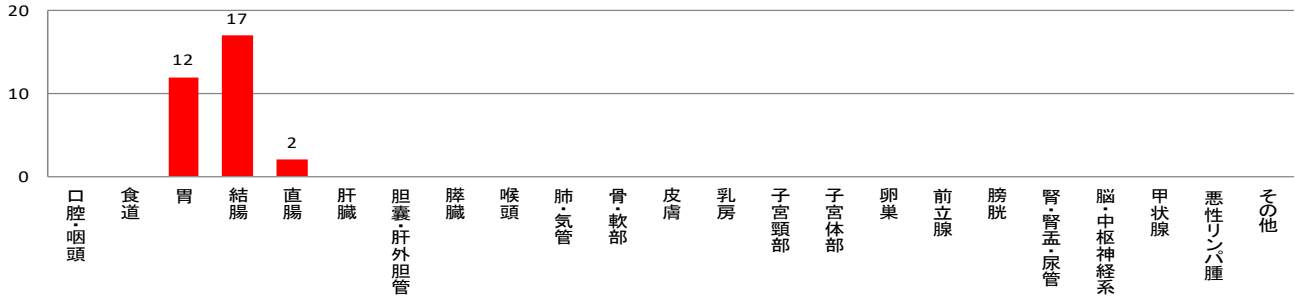 20
10
0
12
17
2
口腔・咽頭
食道
胃
結腸
直腸
肝臓
胆嚢・肝外胆管
膵臓
喉頭
肺・気管
骨・軟部
皮膚
乳房
子宮頸部
子宮体部
卵巣
前立腺
膀胱
腎・腎盂・尿管
脳・中枢神経系
甲状腺
悪性リンパ腫
その他